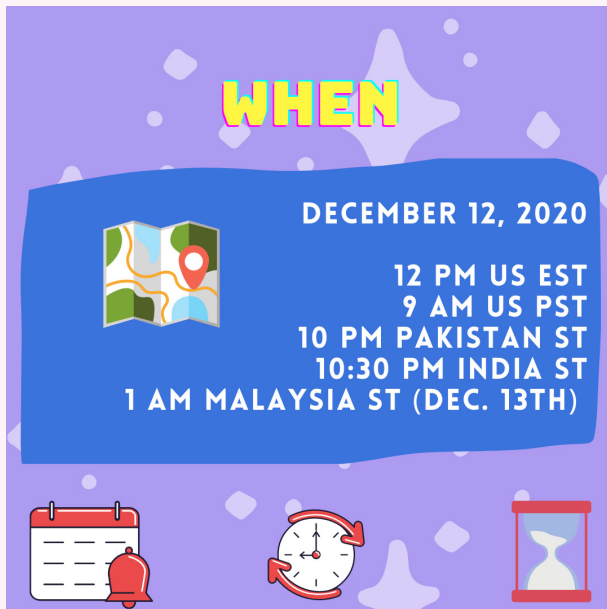 WHEN
DECEMBER 12, 2020
12 PM US EST
9 AM US PST
10 PM PAKISTAN ST
10:30 PM INDIA ST
1 AM MALAYSIA ST (DEC. 13TH)